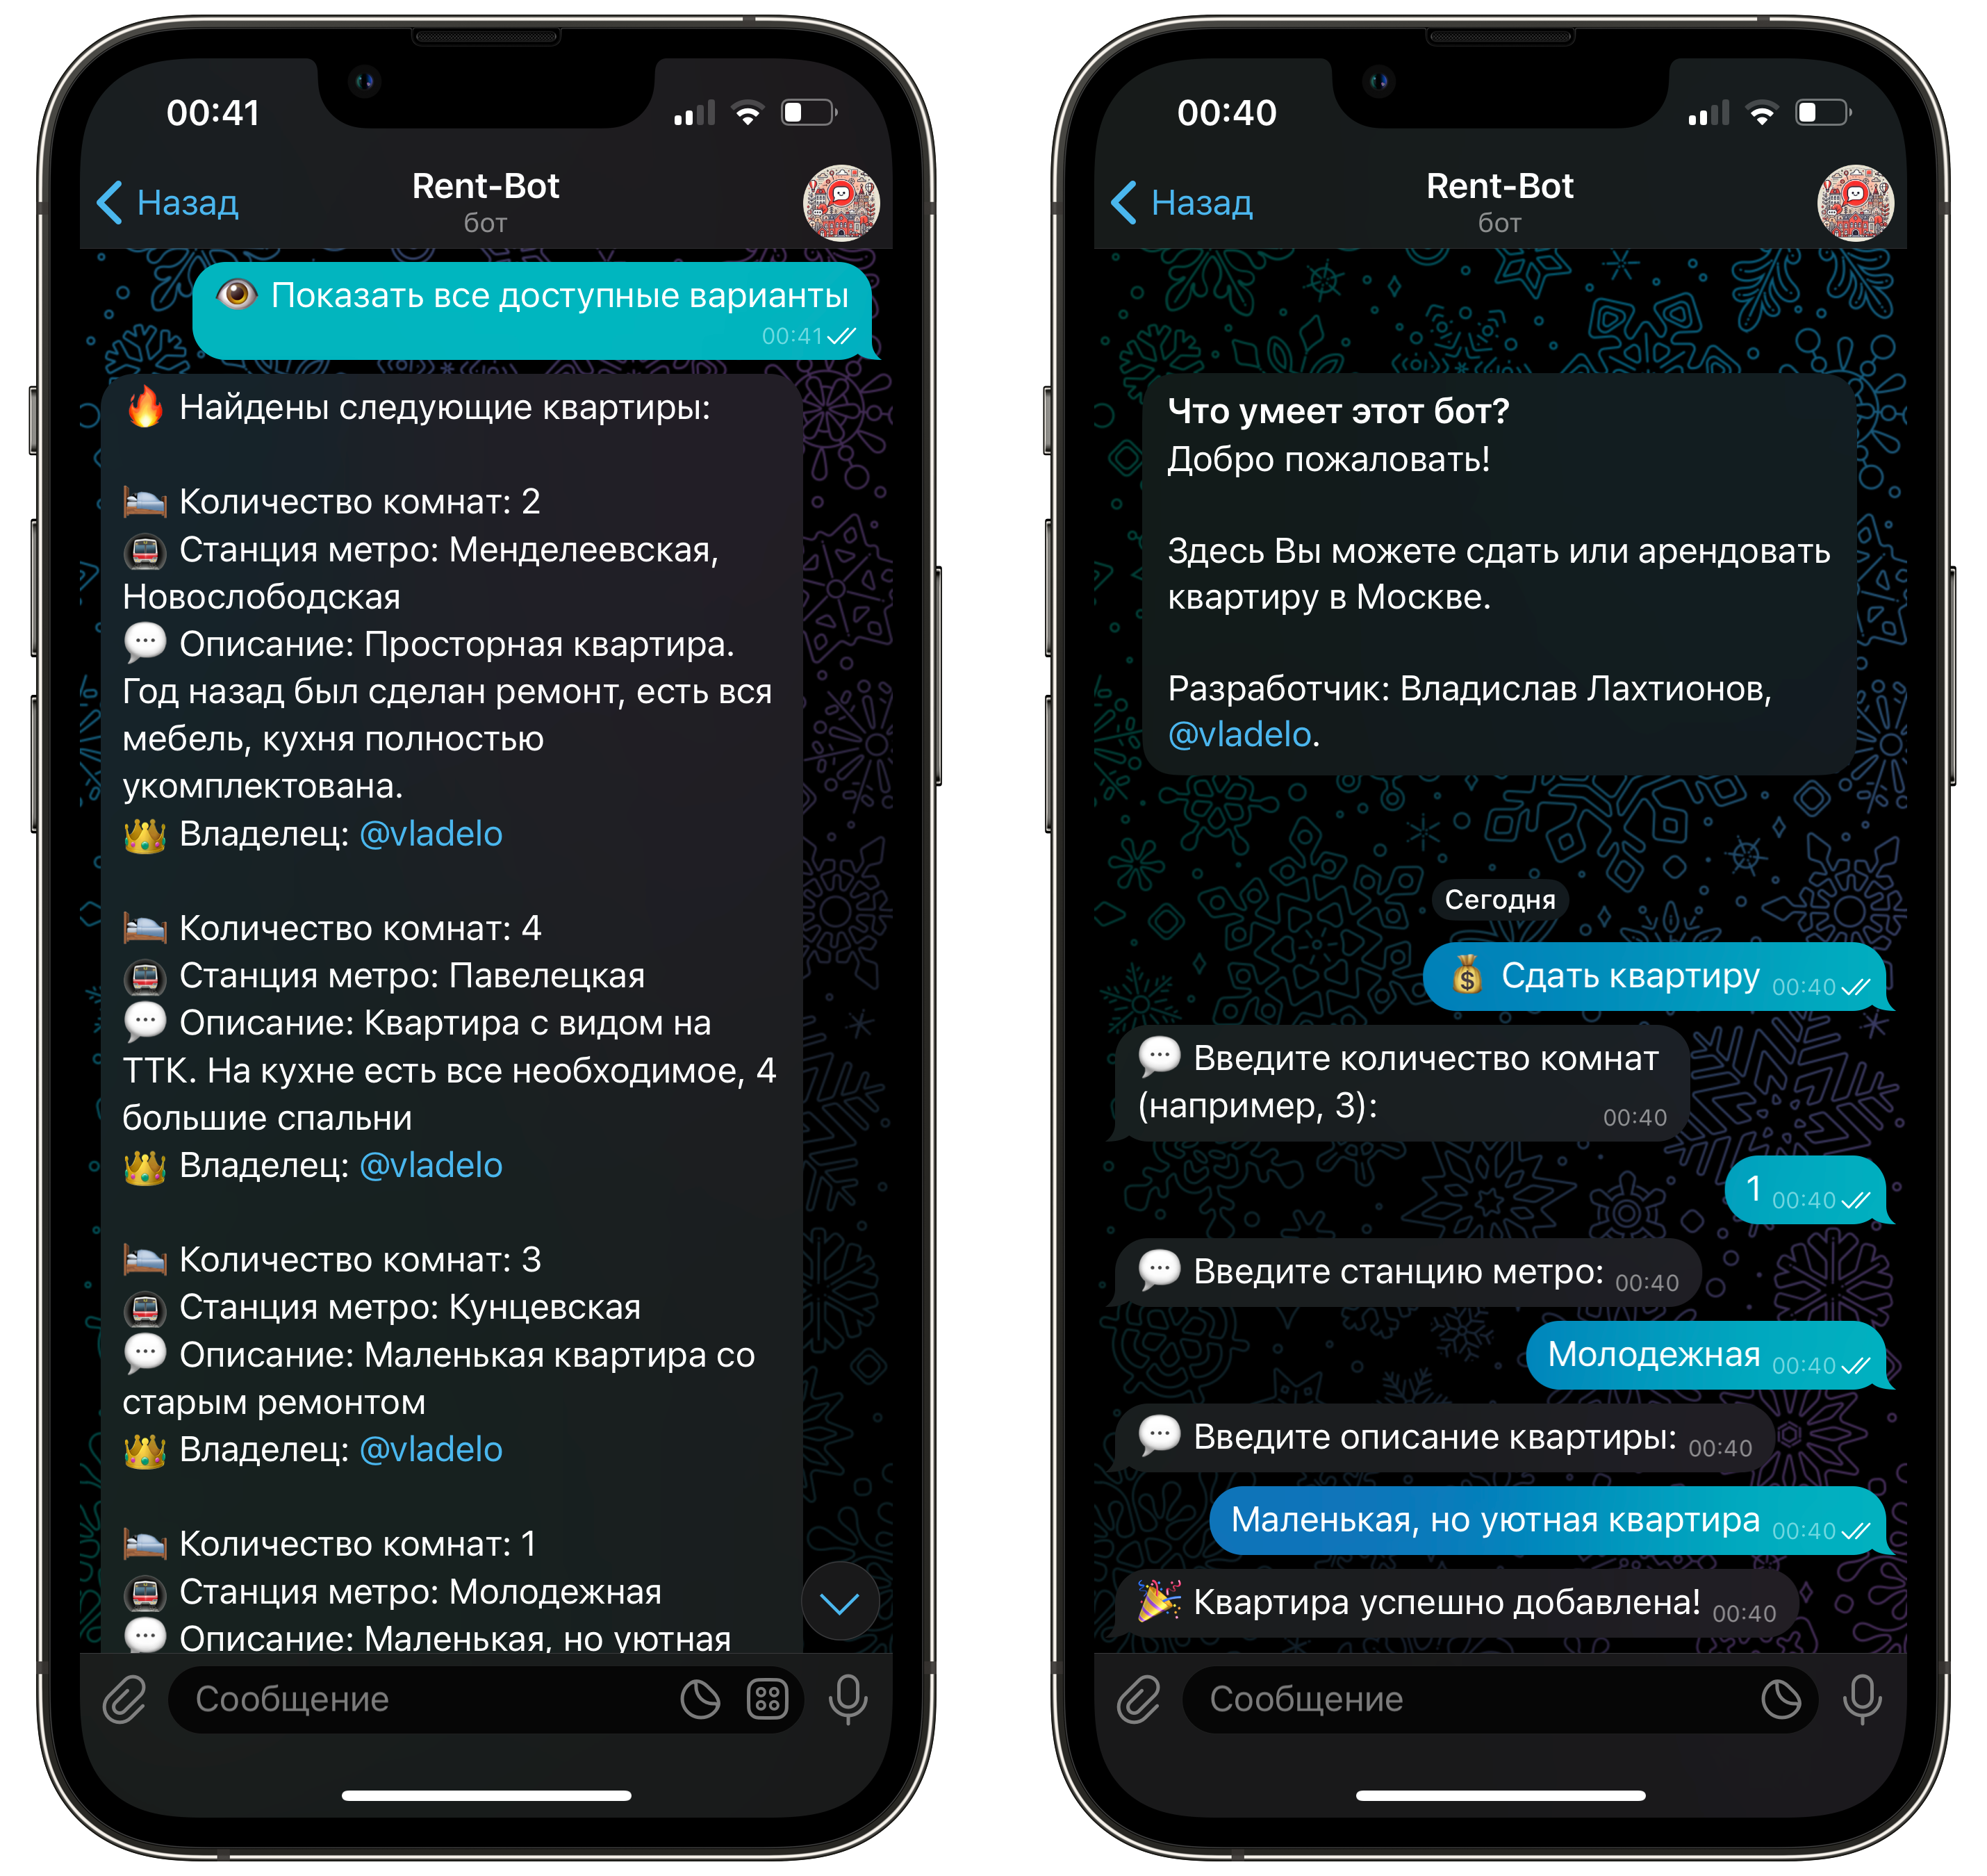 00:41
Назад
Rent-Bot
бот
👁 Показать все доступные варианты
00:41
🔥 Найдены следующие квартиры:
🛏 Количество комнат: 2
🚇 Станция метро: Менделеевская,
Новослободская
💬 Описание: Просторная квартира.
Год назад был сделан ремонт, есть вся
мебель, кухня полностью
укомплектована.
👑 Владелец: @vladelo
🛏 Количество комнат: 4
🚇 Станция метро: Павелецкая
💬 Описание: Квартира с видом на
ТТК. На кухне есть все необходимое, 4
большие спальни
👑 Владелец: @vladelo
🛏 Количество комнат: 3
🚇 Станция метро: Кунцевская
💬 Описание: Маленькая квартира со
старым ремонтом
👑 Владелец: @vladelo
🛏 Количество комнат: 1
🚇 Станция метро: Молодежная
💬 Описание: Маленькая, но уютная
Сообщение
00:40
Назад
Rent-Bot
бот
Что умеет этот бот?
Добро пожаловать!
Здесь Вы можете сдать или арендовать
квартиру в Москве.
Разработчик: Владислав Лахтионов,
@vladelo.
Сегодня
💰 Сдать квартиру 00:40
💬 Введите количество комнат
(например, 3): 00:40
1 00:40
💬 Введите станцию метро: 00:40
Молодежная 00:40
💬 Введите описание квартиры: 00:40
Маленькая, но уютная квартира 00:40
🎉 Квартира успешно добавлена! 00:40
Сообщение